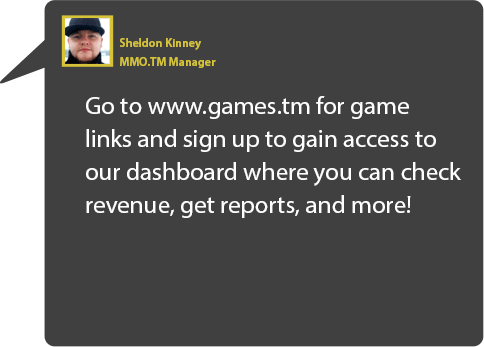 Sheldon Kinney
MMO.TM Manager
Go to www.games.tm for game
links and sign up to gain access to
our dashboard where you can check
revenue, get reports, and more!